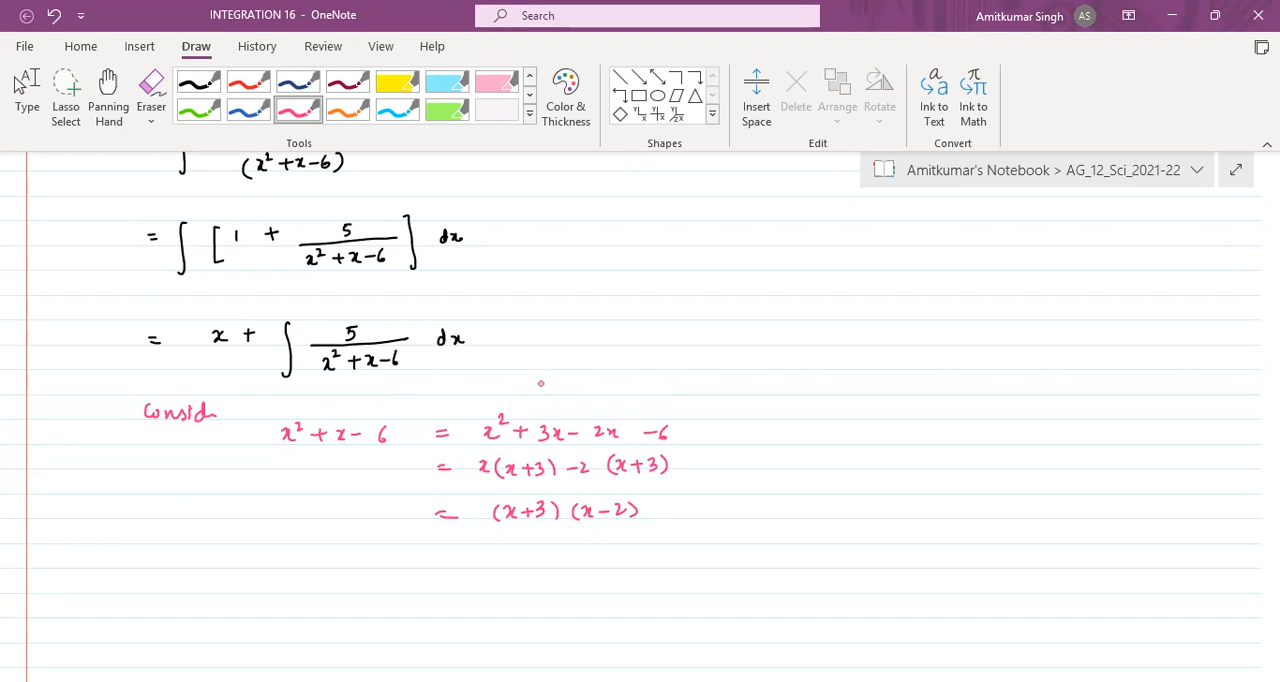 INTEGRATION 16 - OneNote
Search
Amitkumar Singh AS
File Home Insert Draw History Review View Help
Type Lasso Select Panning Hand Eraser Color & Thickness Insert Space Delete Arrange Rotate Ink to Text Ink to Math
Tools Shapes Edit Convert
Amitkumar's Notebook > AG_12_Sci_2021-22
∫ (x² + x - 6)
= ∫ [ 1 + 5/(x² + x - 6) ] dx
= x + ∫ 5/(x² + x - 6) dx
Consid
x² + x - 6 = x² + 3x - 2x - 6
= x(x+3) - 2 (x+3)
= (x+3) (x-2)